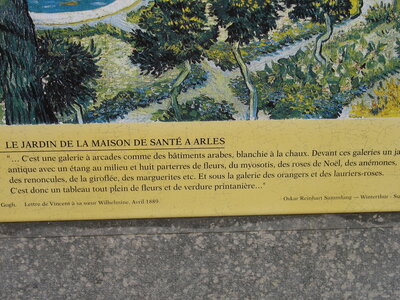 LE JARDIN DE LA MAISON DE SANTÉ A ARLES
"... C'est une galerie à arcades comme des bâtiments arabes, blanchie à la chaux. Devant ces galeries un ja
antique avec un étang au milieu et huit parterres de fleurs, du myosotis, des roses de Noël, des anémones,
des renoncules, de la giroflée, des marguerites etc. Et sous la galerie des orangers et des lauriers-roses.
C'est donc un tableau tout plein de fleurs et de verdure printanière..."
Gogh. Lettre de Vincent à sa sœur Wilhelmine, Avril 1889. Oskar Reinhart Sammlung — Winterthur - Su